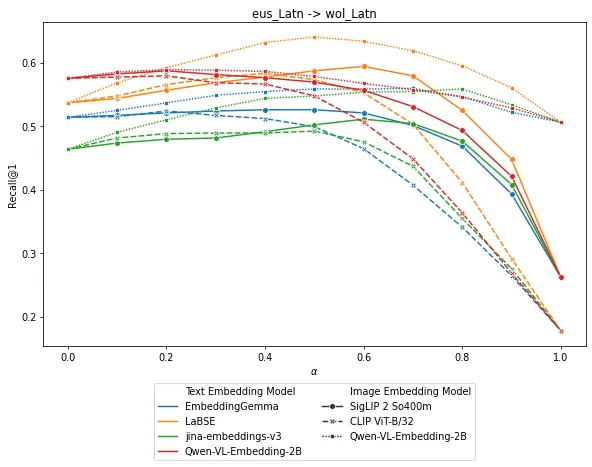 eus_Latn -> wol_Latn
Recall@1
0.6
0.5
0.4
0.3
0.2
0.0
0.2
0.4
0.6
0.8
1.0
α
Text Embedding Model
EmbeddingGemma
LaBSE
jina-embeddings-v3
Qwen-VL-Embedding-2B
Image Embedding Model
SigLIP 2 So400m
CLIP ViT-B/32
Qwen-VL-Embedding-2B